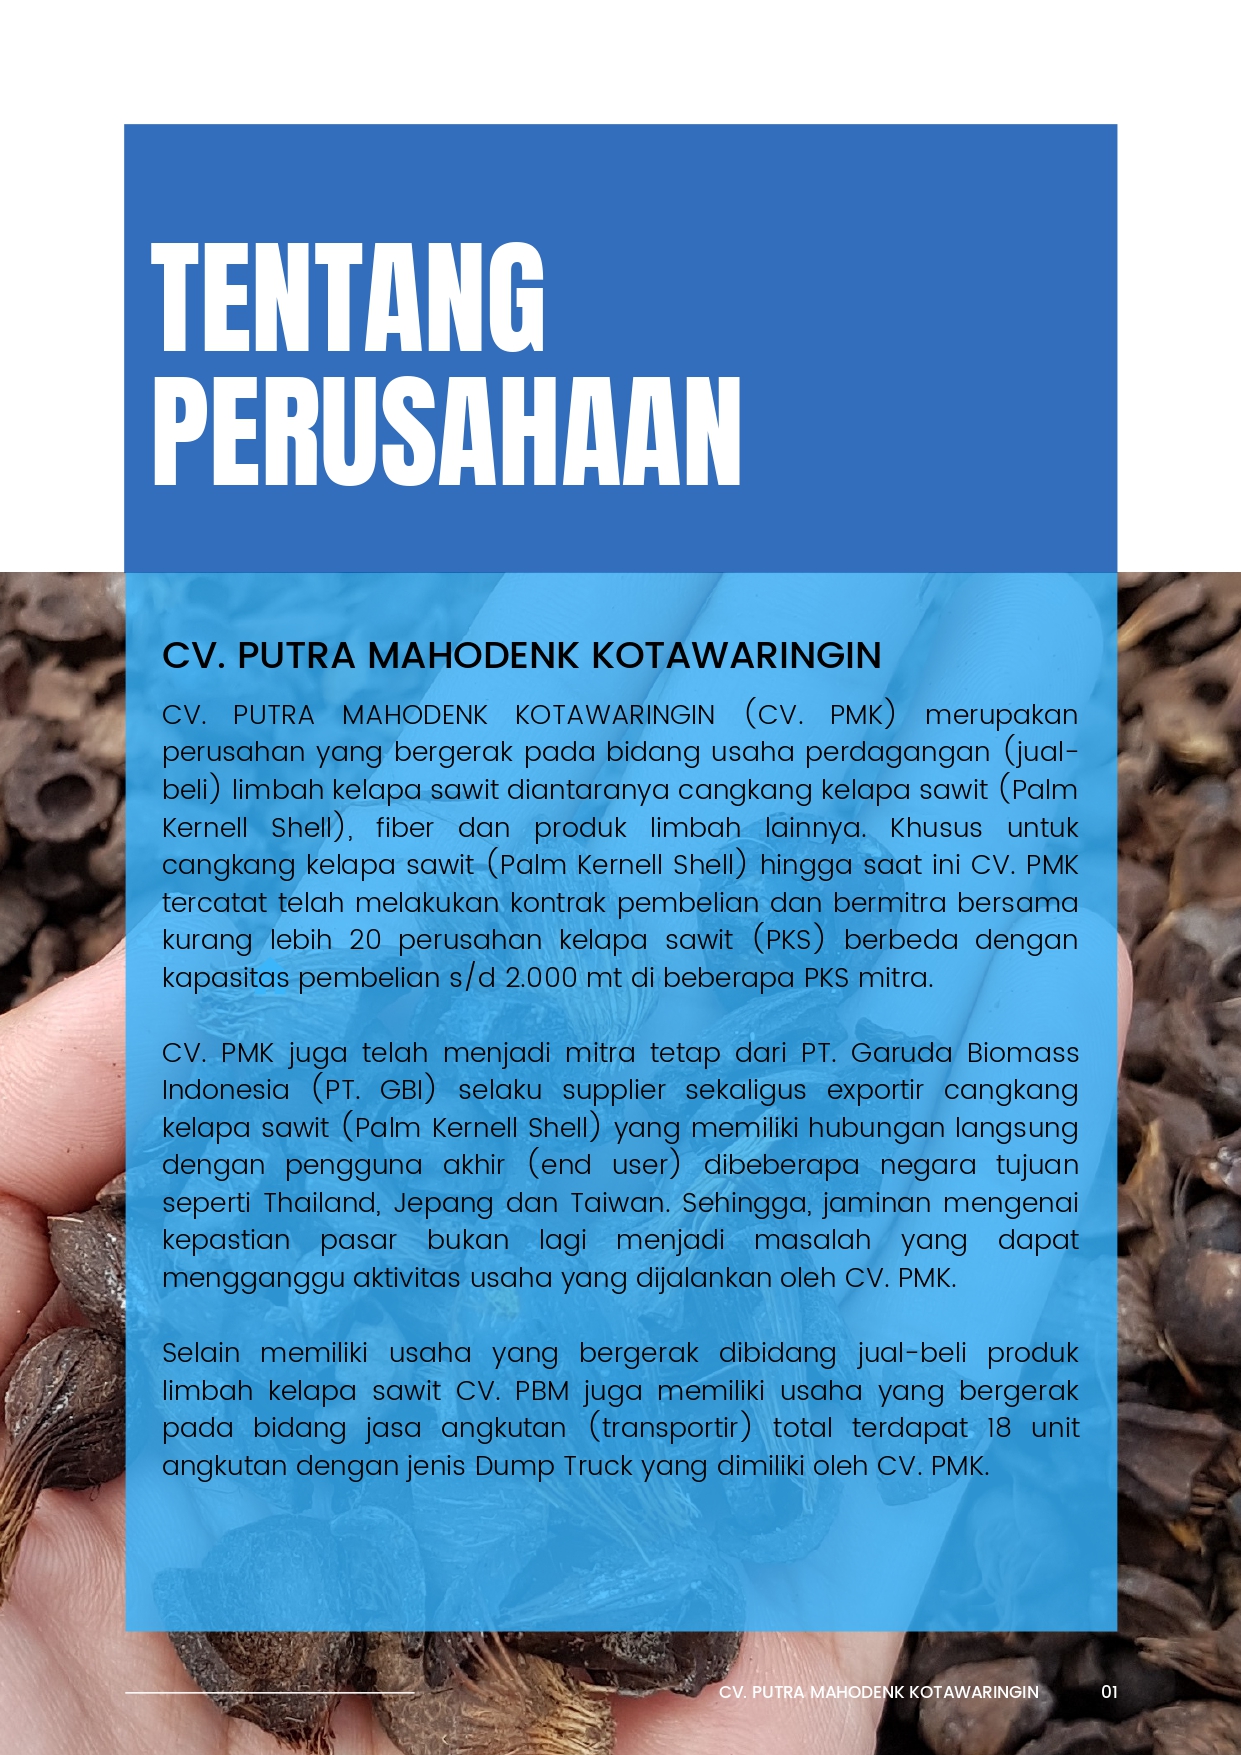 TENTANG
PERUSAHAAN
CV. PUTRA MAHODENK KOTAWARINGIN
CV. PUTRA MAHODENK KOTAWARINGIN (CV. PMK) merupakan
perusahan yang bergerak pada bidang usaha perdagangan (jual-
beli) limbah kelapa sawit diantaranya cangkang kelapa sawit (Palm
Kernell Shell), fiber dan produk limbah lainnya. Khusus untuk
cangkang kelapa sawit (Palm Kernell Shell) hingga saat ini CV. PMK
tercatat telah melakukan kontrak pembelian dan bermitra bersama
kurang lebih 20 perusahan kelapa sawit (PKS) berbeda dengan
kapasitas pembelian s/d 2.000 mt di beberapa PKS mitra.
CV. PMK juga telah menjadi mitra tetap dari PT. Garuda Biomass
Indonesia (PT. GBI) selaku supplier sekaligus exportir cangkang
kelapa sawit (Palm Kernell Shell) yang memiliki hubungan langsung
dengan pengguna akhir (end user) dibeberapa negara tujuan
seperti Thailand, Jepang dan Taiwan. Sehingga, jaminan mengenai
kepastian pasar bukan lagi menjadi masalah yang dapat
mengganggu aktivitas usaha yang dijalankan oleh CV. PMK.
Selain memiliki usaha yang bergerak dibidang jual-beli produk
limbah kelapa sawit CV. PBM juga memiliki usaha yang bergerak
pada bidang jasa angkutan (transportir) total terdapat 18 unit
angkutan dengan jenis Dump Truck yang dimiliki oleh CV. PMK.
CV. PUTRA MAHODENK KOTAWARINGIN 01